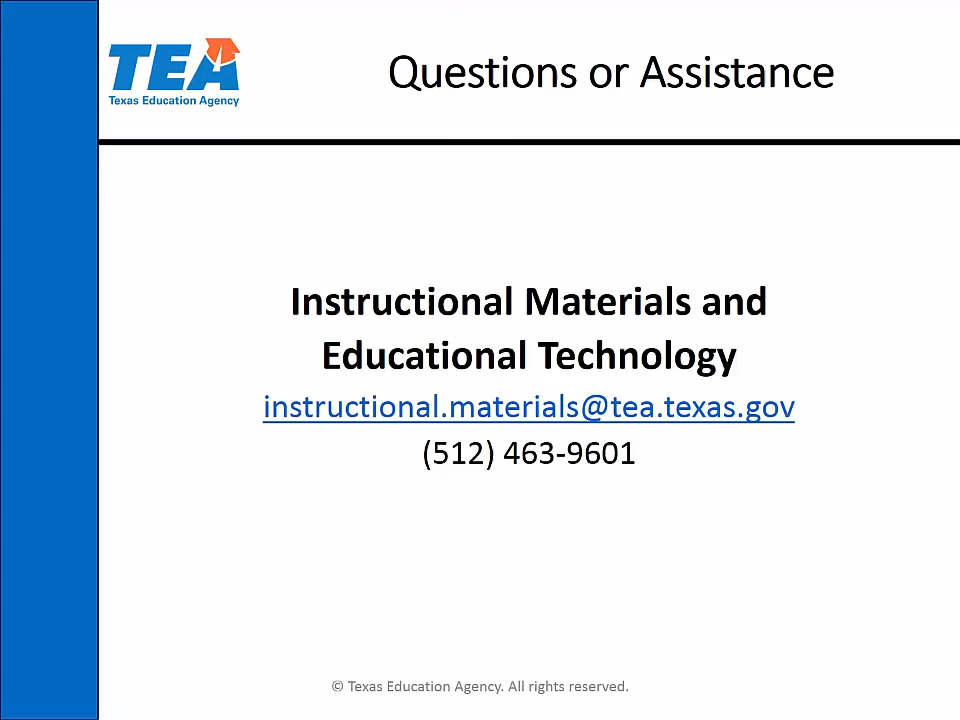 TEA
Texas Education Agency
Questions or Assistance
Instructional Materials and
Educational Technology
instructional.materials@tea.texas.gov
(512) 463-9601
© Texas Education Agency. All rights reserved.